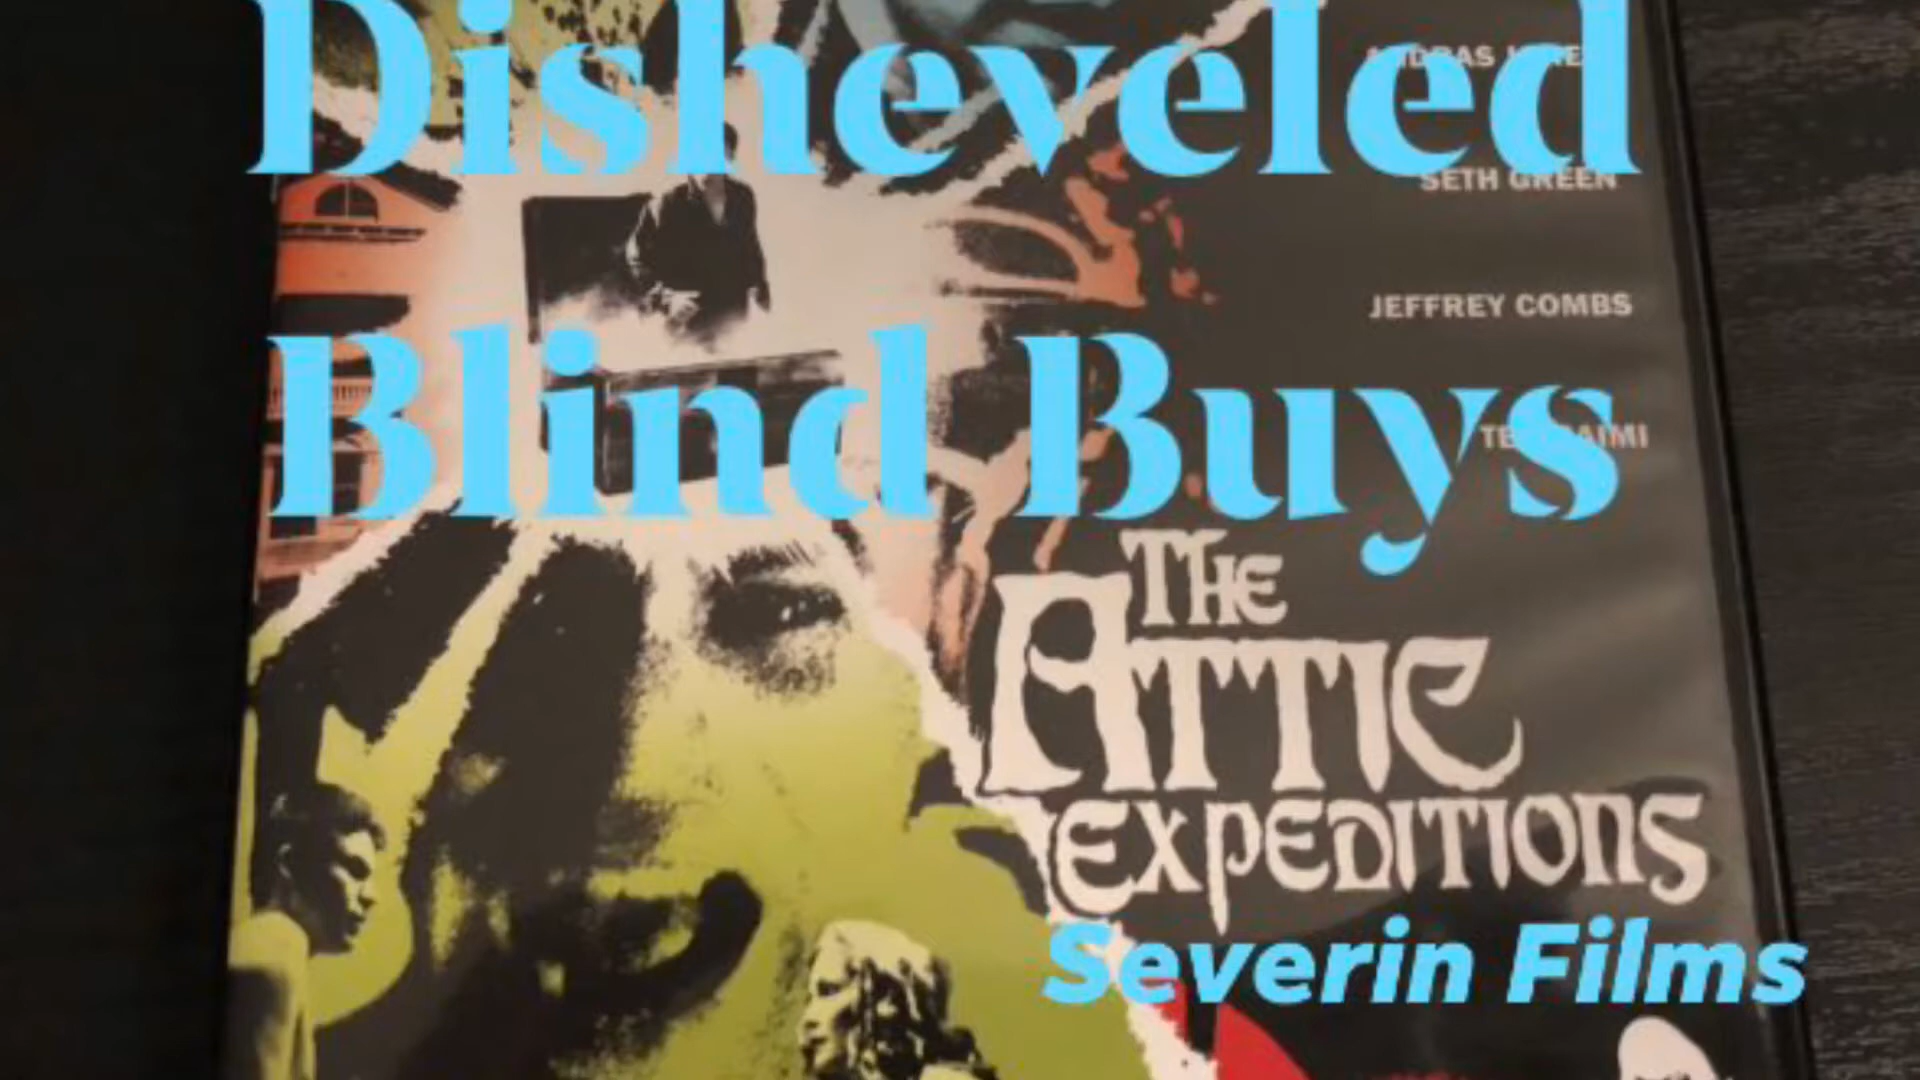 Disheveled
SETH GREEN
JEFFREY COMBS
Blind Buys
THE
ATTIC
EXPEDITIONS
Severin Films